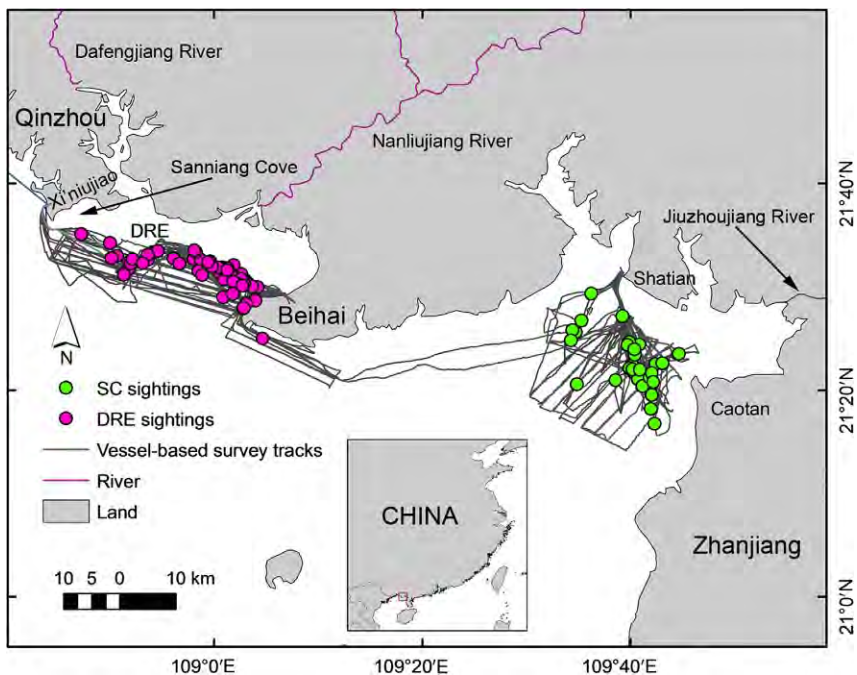 Dafengjiang River
Qinzhou
Nanliujiang River
Sanniang Cove
Xi'niujiao
21°40'N
Jiuzhoujiang River
DRE
Shatian
Beihai
N
SC sightings
DRE sightings
21°20'N
Caotan
Vessel-based survey tracks
River
Land
CHINA
Zhanjiang
10 5 0 10 km
21°0'N
109°0'E 109°20'E 109°40'E